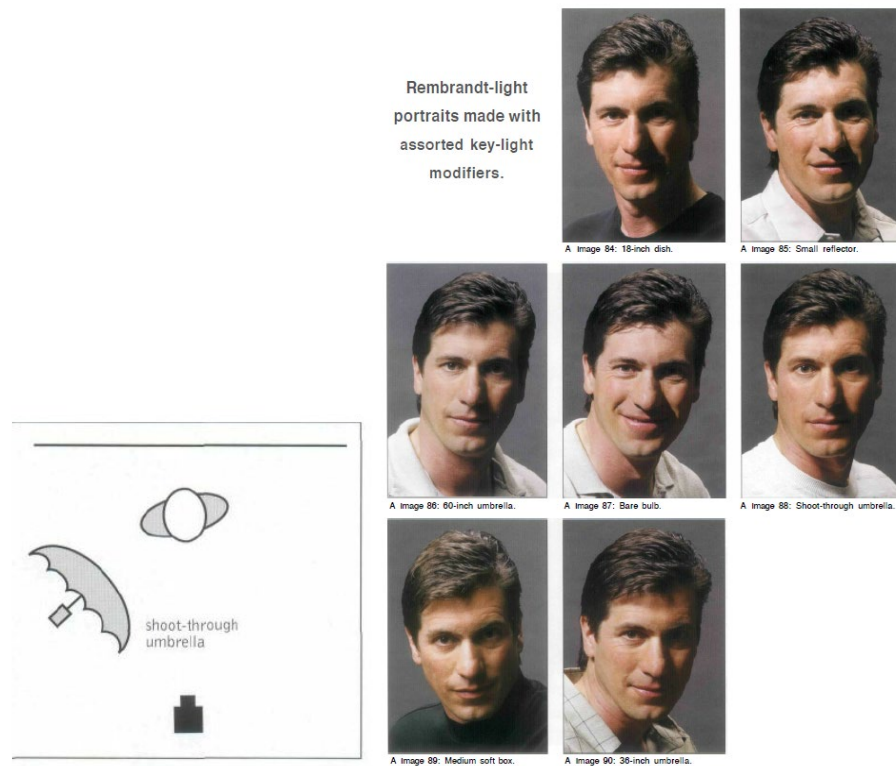 Rembrandt-light
portraits made with
assorted key-light
modifiers.
A Image 84: 18-inch dish.
A Image 85: Small reflector.
A Image 86: 60-inch umbrella.
A Image 87: Bare bulb.
A Image 88: Shoot-through umbrella.
shoot-through
umbrella
A Image 89: Medium soft box.
A Image 90: 36-inch umbrella.